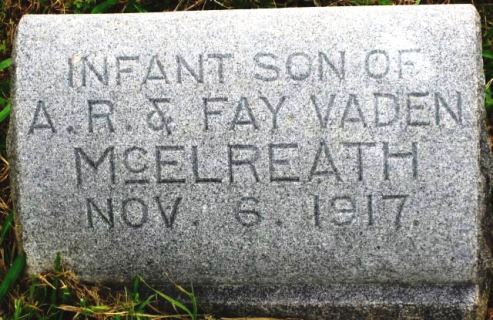 INFANT SON OF
A. R. & FAY VADEN
McELREATH
NOV. 6. 1917.